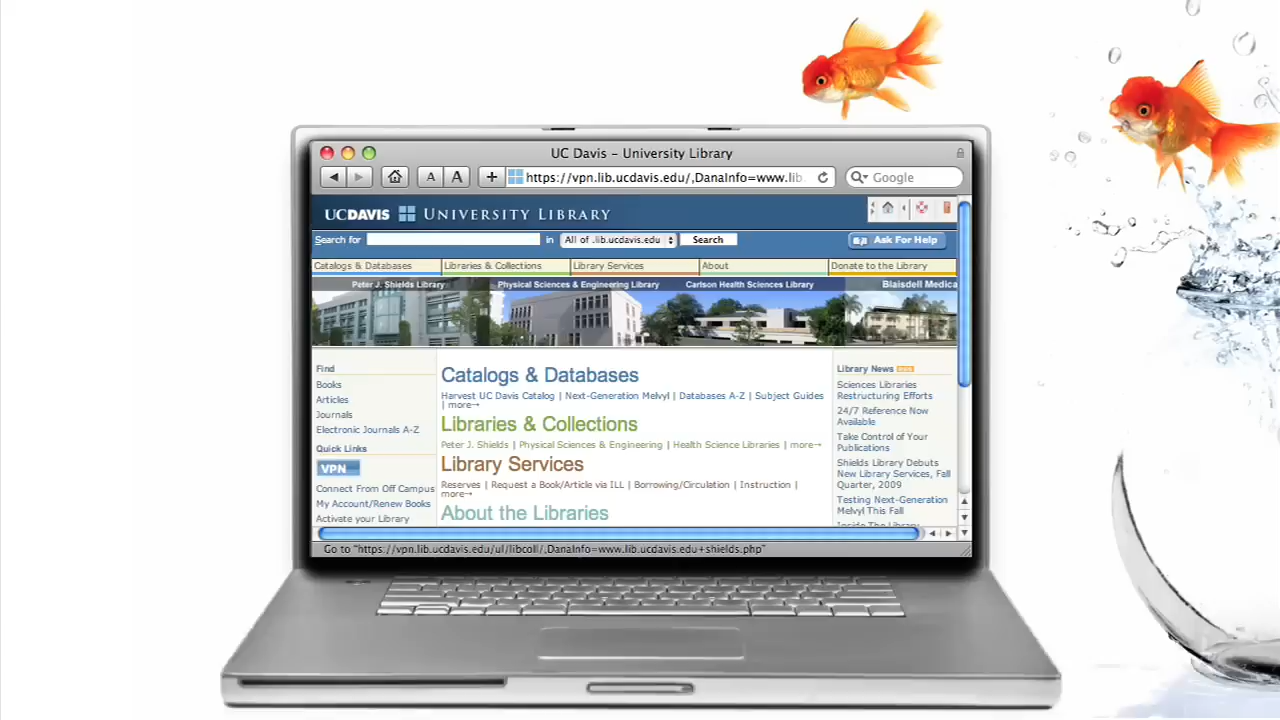 UC Davis – University Library
A A + https://vpn.lib.ucdavis.edu/,DanaInfo=www.lib. Google
UCDAVIS UNIVERSITY LIBRARY
Search for in All of .lib.ucdavis.edu Search Ask For Help
Catalogs & Databases Libraries & Collections Library Services About Donate to the Library
Peter J. Shields Library Physical Sciences & Engineering Library Carlson Health Sciences Library Blaisdell Medica
Find
Books
Articles
Journals
Electronic Journals A-Z
Quick Links
VPN
Connect From Off Campus
My Account/Renew Books
Activate your Library
Catalogs & Databases
Harvest UC Davis Catalog | Next-Generation Melvyl | Databases A-Z | Subject Guides
| more→
Libraries & Collections
Peter J. Shields | Physical Sciences & Engineering | Health Science Libraries | more→
Library Services
Reserves | Request a Book/Article via ILL | Borrowing/Circulation | Instruction |
more→
About the Libraries
Library News
Sciences Libraries
Restructuring Efforts
24/7 Reference Now
Available
Take Control of Your
Publications
Shields Library Debuts
New Library Services, Fall
Quarter, 2009
Testing Next-Generation
Melvyl This Fall
Inside The Library
Go to "https://vpn.lib.ucdavis.edu/ul/libcoll/,DanaInfo=www.lib.ucdavis.edu+shields.php"